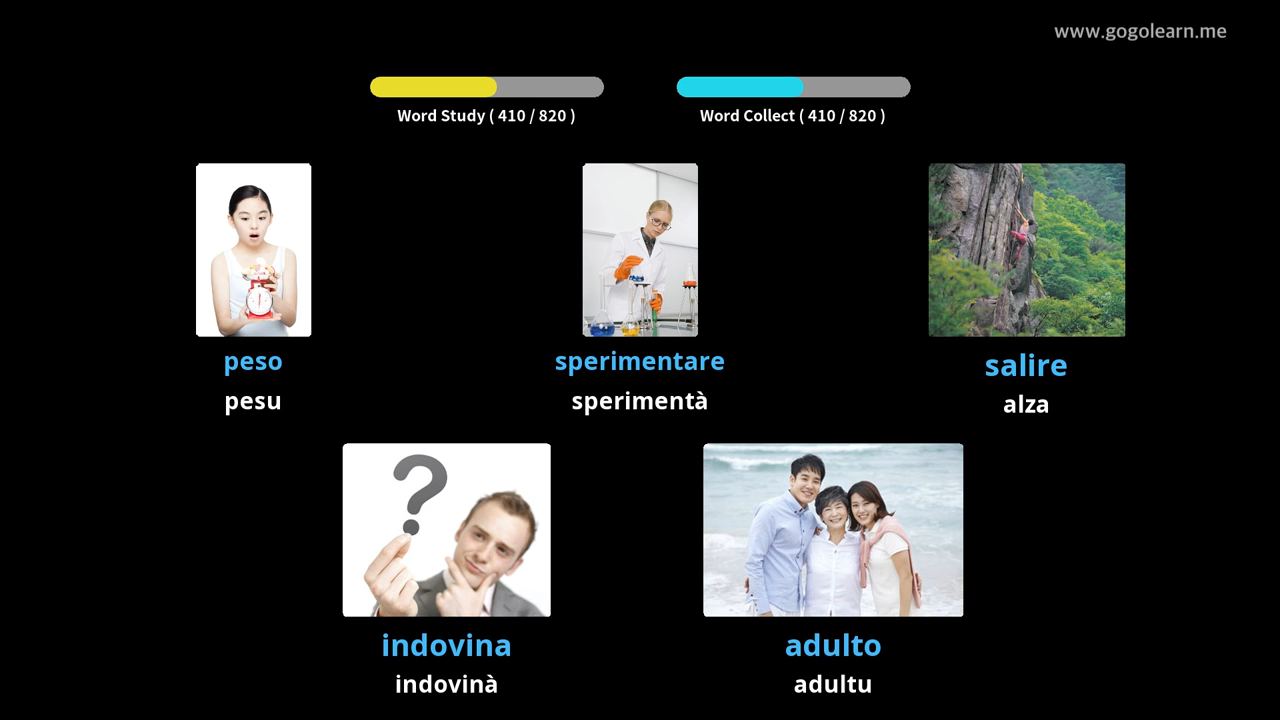 www.gogolearn.me
Word Study ( 410 / 820 )
Word Collect ( 410 / 820 )
peso
pesu
sperimentare
sperimentà
salire
alza
indovina
indovinà
adulto
adultu